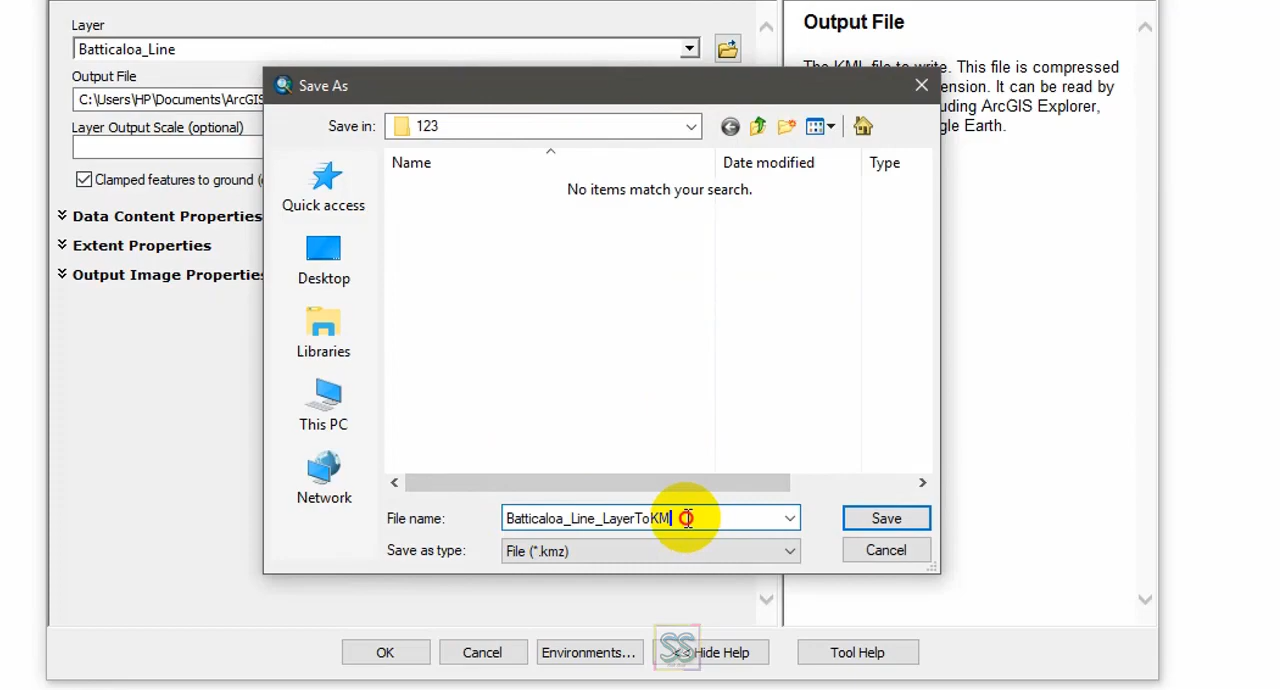 Layer
Batticaloa_Line
Output File
C:\Users\HP\Documents\ArcGIS
Layer Output Scale (optional)
Clamped features to ground (
Data Content Properties
Extent Properties
Output Image Properties
Save As
Save in:
123
Name
Date modified
Type
No items match your search.
Quick access
Desktop
Libraries
This PC
Network
File name:
Batticaloa_Line_LayerToKM
Save
Save as type:
File (*.kmz)
Cancel
Output File
The KML file to write. This file is compressed
ension. It can be read by
uding ArcGIS Explorer,
gle Earth.
OK
Cancel
Environments...
<< Hide Help
Tool Help
SS